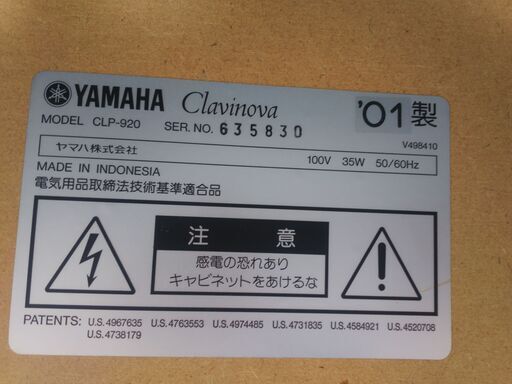 YAMAHA Clavinova '01製
MODEL CLP-920 SER. NO. 635830
V498410
ヤマハ株式会社 100V 35W 50/60Hz
MADE IN INDONESIA
電気用品取締法技術基準適合品
注 意
感電の恐れあり
キャビネットをあけるな
PATENTS: U.S.4967635 U.S.4763553 U.S.4974485 U.S.4731835 U.S.4584921 U.S.4520708
U.S.4738179